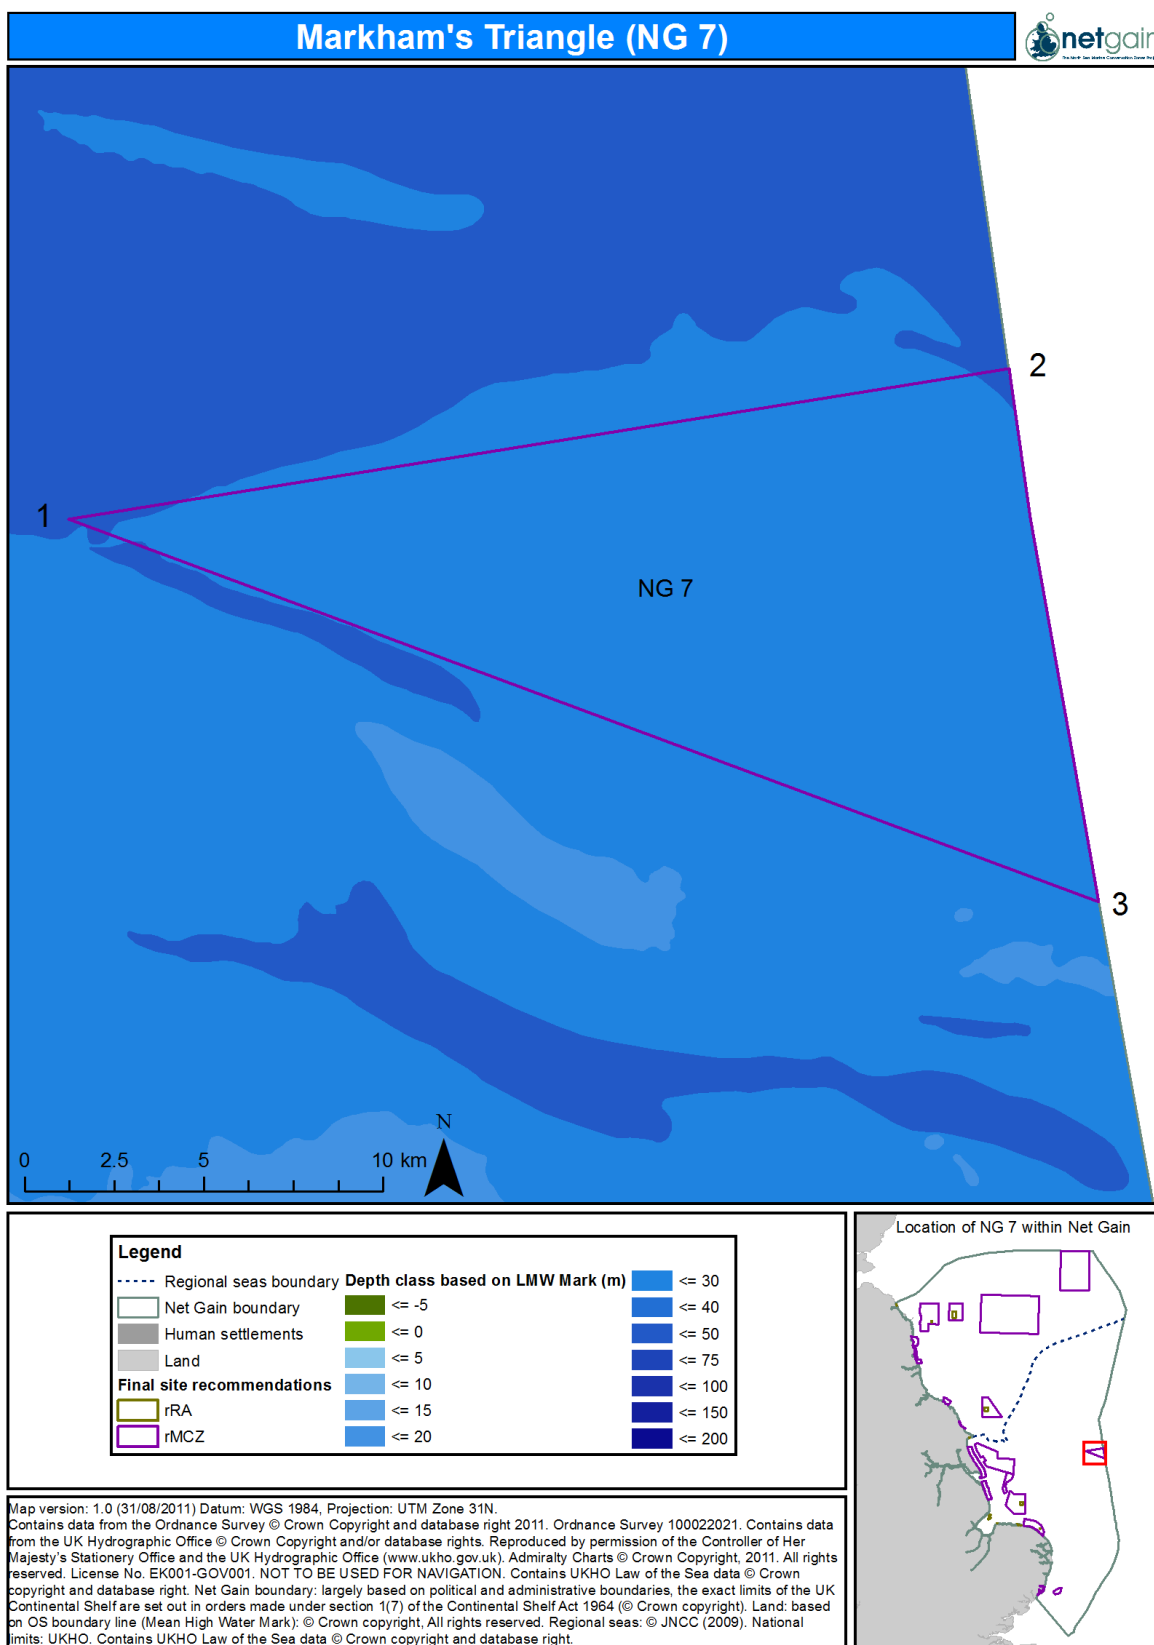 Markham's Triangle (NG 7)
netgain
2
1
NG 7
3
N
0 2.5 5 10 km
Legend
Regional seas boundary
Net Gain boundary
Human settlements
Land
Final site recommendations
rRA
rMCZ
Depth class based on LMW Mark (m)
<= -5
<= 0
<= 5
<= 10
<= 15
<= 20
<= 30
<= 40
<= 50
<= 75
<= 100
<= 150
<= 200
Location of NG 7 within Net Gain
Map version: 1.0 (31/08/2011) Datum: WGS 1984, Projection: UTM Zone 31N.
Contains data from the Ordnance Survey © Crown Copyright and database right 2011. Ordnance Survey 100022021. Contains data
from the UK Hydrographic Office © Crown Copyright and/or database rights. Reproduced by permission of the Controller of Her
Majesty's Stationery Office and the UK Hydrographic Office (www.ukho.gov.uk). Admiralty Charts © Crown Copyright, 2011. All rights
reserved. License No. EK001-GOV001. NOT TO BE USED FOR NAVIGATION. Contains UKHO Law of the Sea data © Crown
copyright and database right. Net Gain boundary: largely based on political and administrative boundaries, the exact limits of the UK
Continental Shelf are set out in orders made under section 1(7) of the Continental Shelf Act 1964 (© Crown copyright). Land: based
on OS boundary line (Mean High Water Mark): © Crown copyright, All rights reserved. Regional seas: © JNCC (2009). National
limits: UKHO. Contains UKHO Law of the Sea data © Crown copyright and database right.